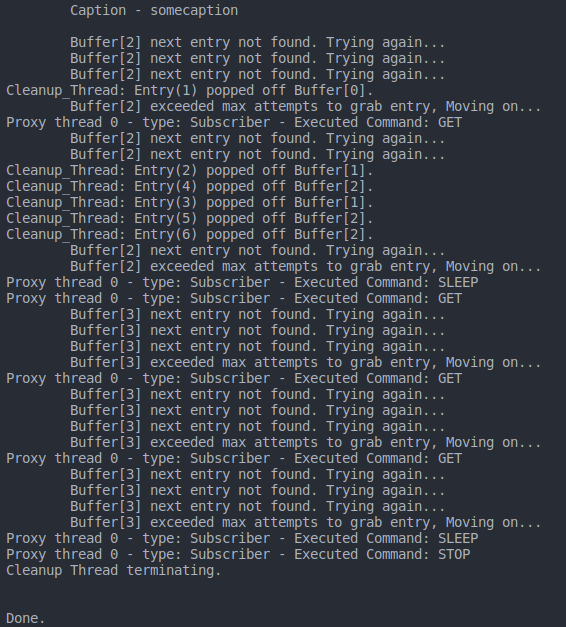 Caption - somecaption
Buffer[2] next entry not found. Trying again...
Buffer[2] next entry not found. Trying again...
Buffer[2] next entry not found. Trying again...
Cleanup_Thread: Entry(1) popped off Buffer[0].
Buffer[2] exceeded max attempts to grab entry, Moving on...
Proxy thread 0 - type: Subscriber - Executed Command: GET
Buffer[2] next entry not found. Trying again...
Buffer[2] next entry not found. Trying again...
Cleanup_Thread: Entry(2) popped off Buffer[1].
Cleanup_Thread: Entry(4) popped off Buffer[2].
Cleanup_Thread: Entry(3) popped off Buffer[1].
Cleanup_Thread: Entry(5) popped off Buffer[2].
Cleanup_Thread: Entry(6) popped off Buffer[2].
Buffer[2] next entry not found. Trying again...
Buffer[2] exceeded max attempts to grab entry, Moving on...
Proxy thread 0 - type: Subscriber - Executed Command: SLEEP
Proxy thread 0 - type: Subscriber - Executed Command: GET
Buffer[3] next entry not found. Trying again...
Buffer[3] next entry not found. Trying again...
Buffer[3] next entry not found. Trying again...
Buffer[3] exceeded max attempts to grab entry, Moving on...
Proxy thread 0 - type: Subscriber - Executed Command: GET
Buffer[3] next entry not found. Trying again...
Buffer[3] next entry not found. Trying again...
Buffer[3] next entry not found. Trying again...
Buffer[3] exceeded max attempts to grab entry, Moving on...
Proxy thread 0 - type: Subscriber - Executed Command: GET
Buffer[3] next entry not found. Trying again...
Buffer[3] next entry not found. Trying again...
Buffer[3] next entry not found. Trying again...
Buffer[3] exceeded max attempts to grab entry, Moving on...
Proxy thread 0 - type: Subscriber - Executed Command: SLEEP
Proxy thread 0 - type: Subscriber - Executed Command: STOP
Cleanup Thread terminating.
Done.